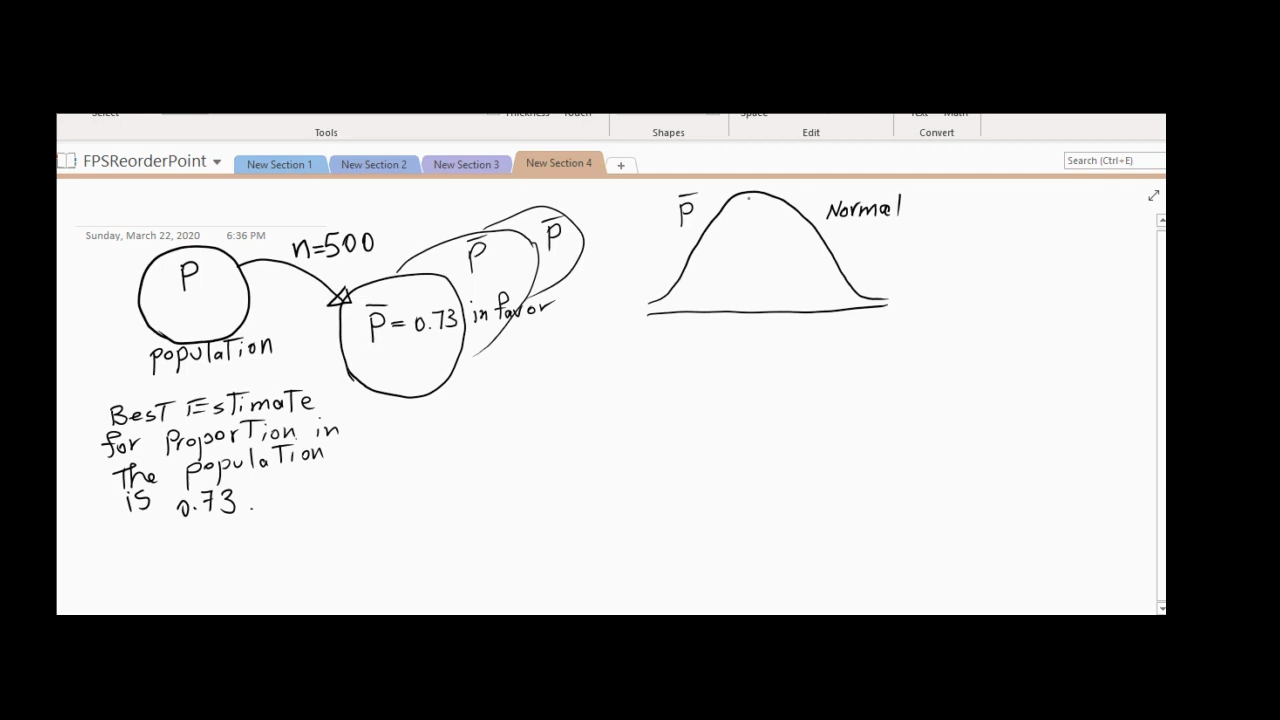 Tools
Shapes
Edit
Convert
FPSReorderPoint
New Section 1
New Section 2
New Section 3
New Section 4
+
Search (Ctrl+E)
Sunday, March 22, 2020 6:36 PM
P
population
n=500
p̅ = 0.73 in favor
p̅
p̅
p̅
Normal
BesT EstimaTe
for ProporTion in
The populaTion
is 0.73.